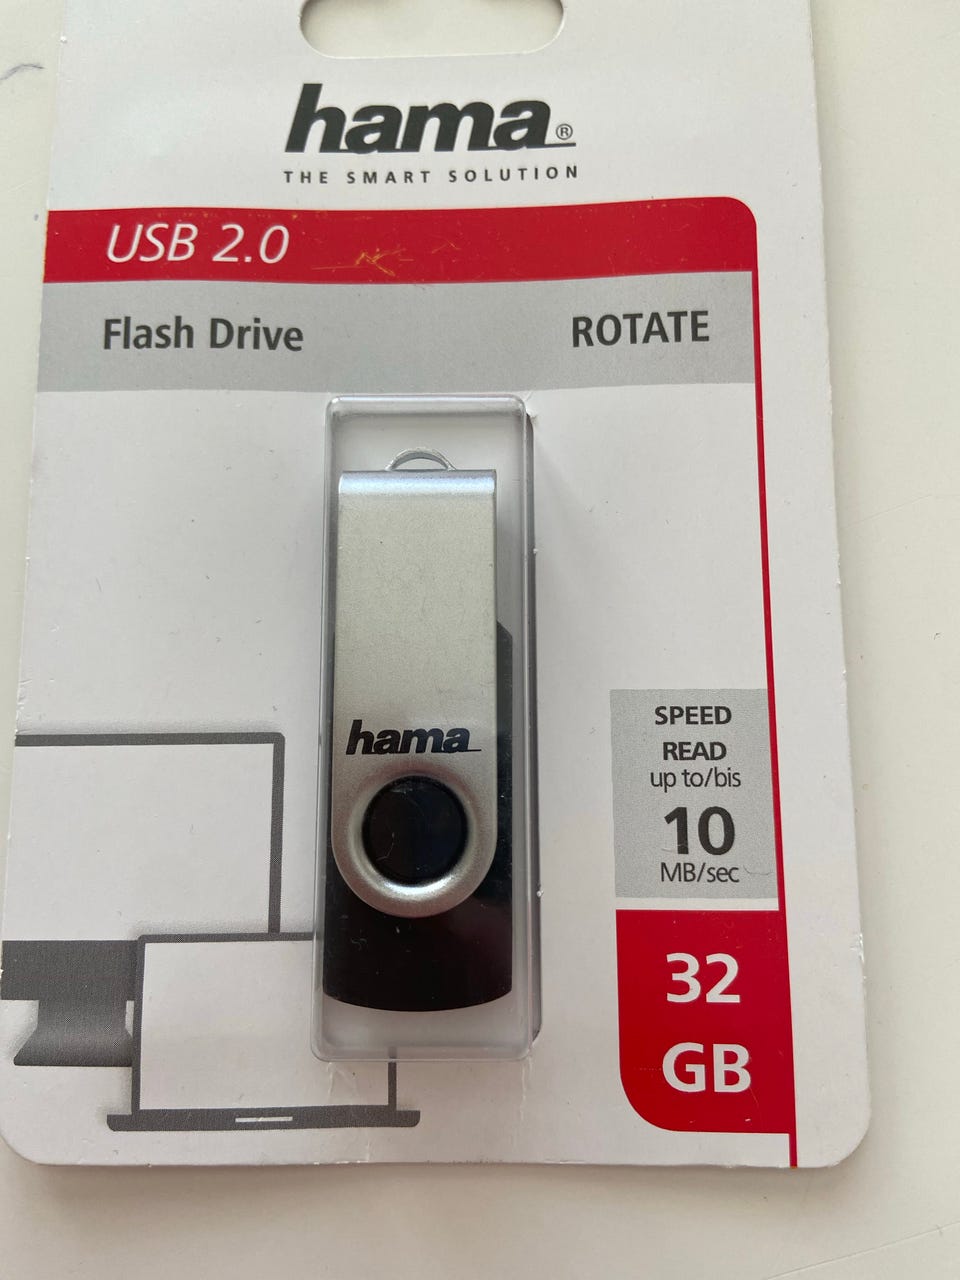 hama®
THE SMART SOLUTION
USB 2.0
Flash Drive
ROTATE
hama
SPEED
READ
up to/bis
10
MB/sec
32
GB